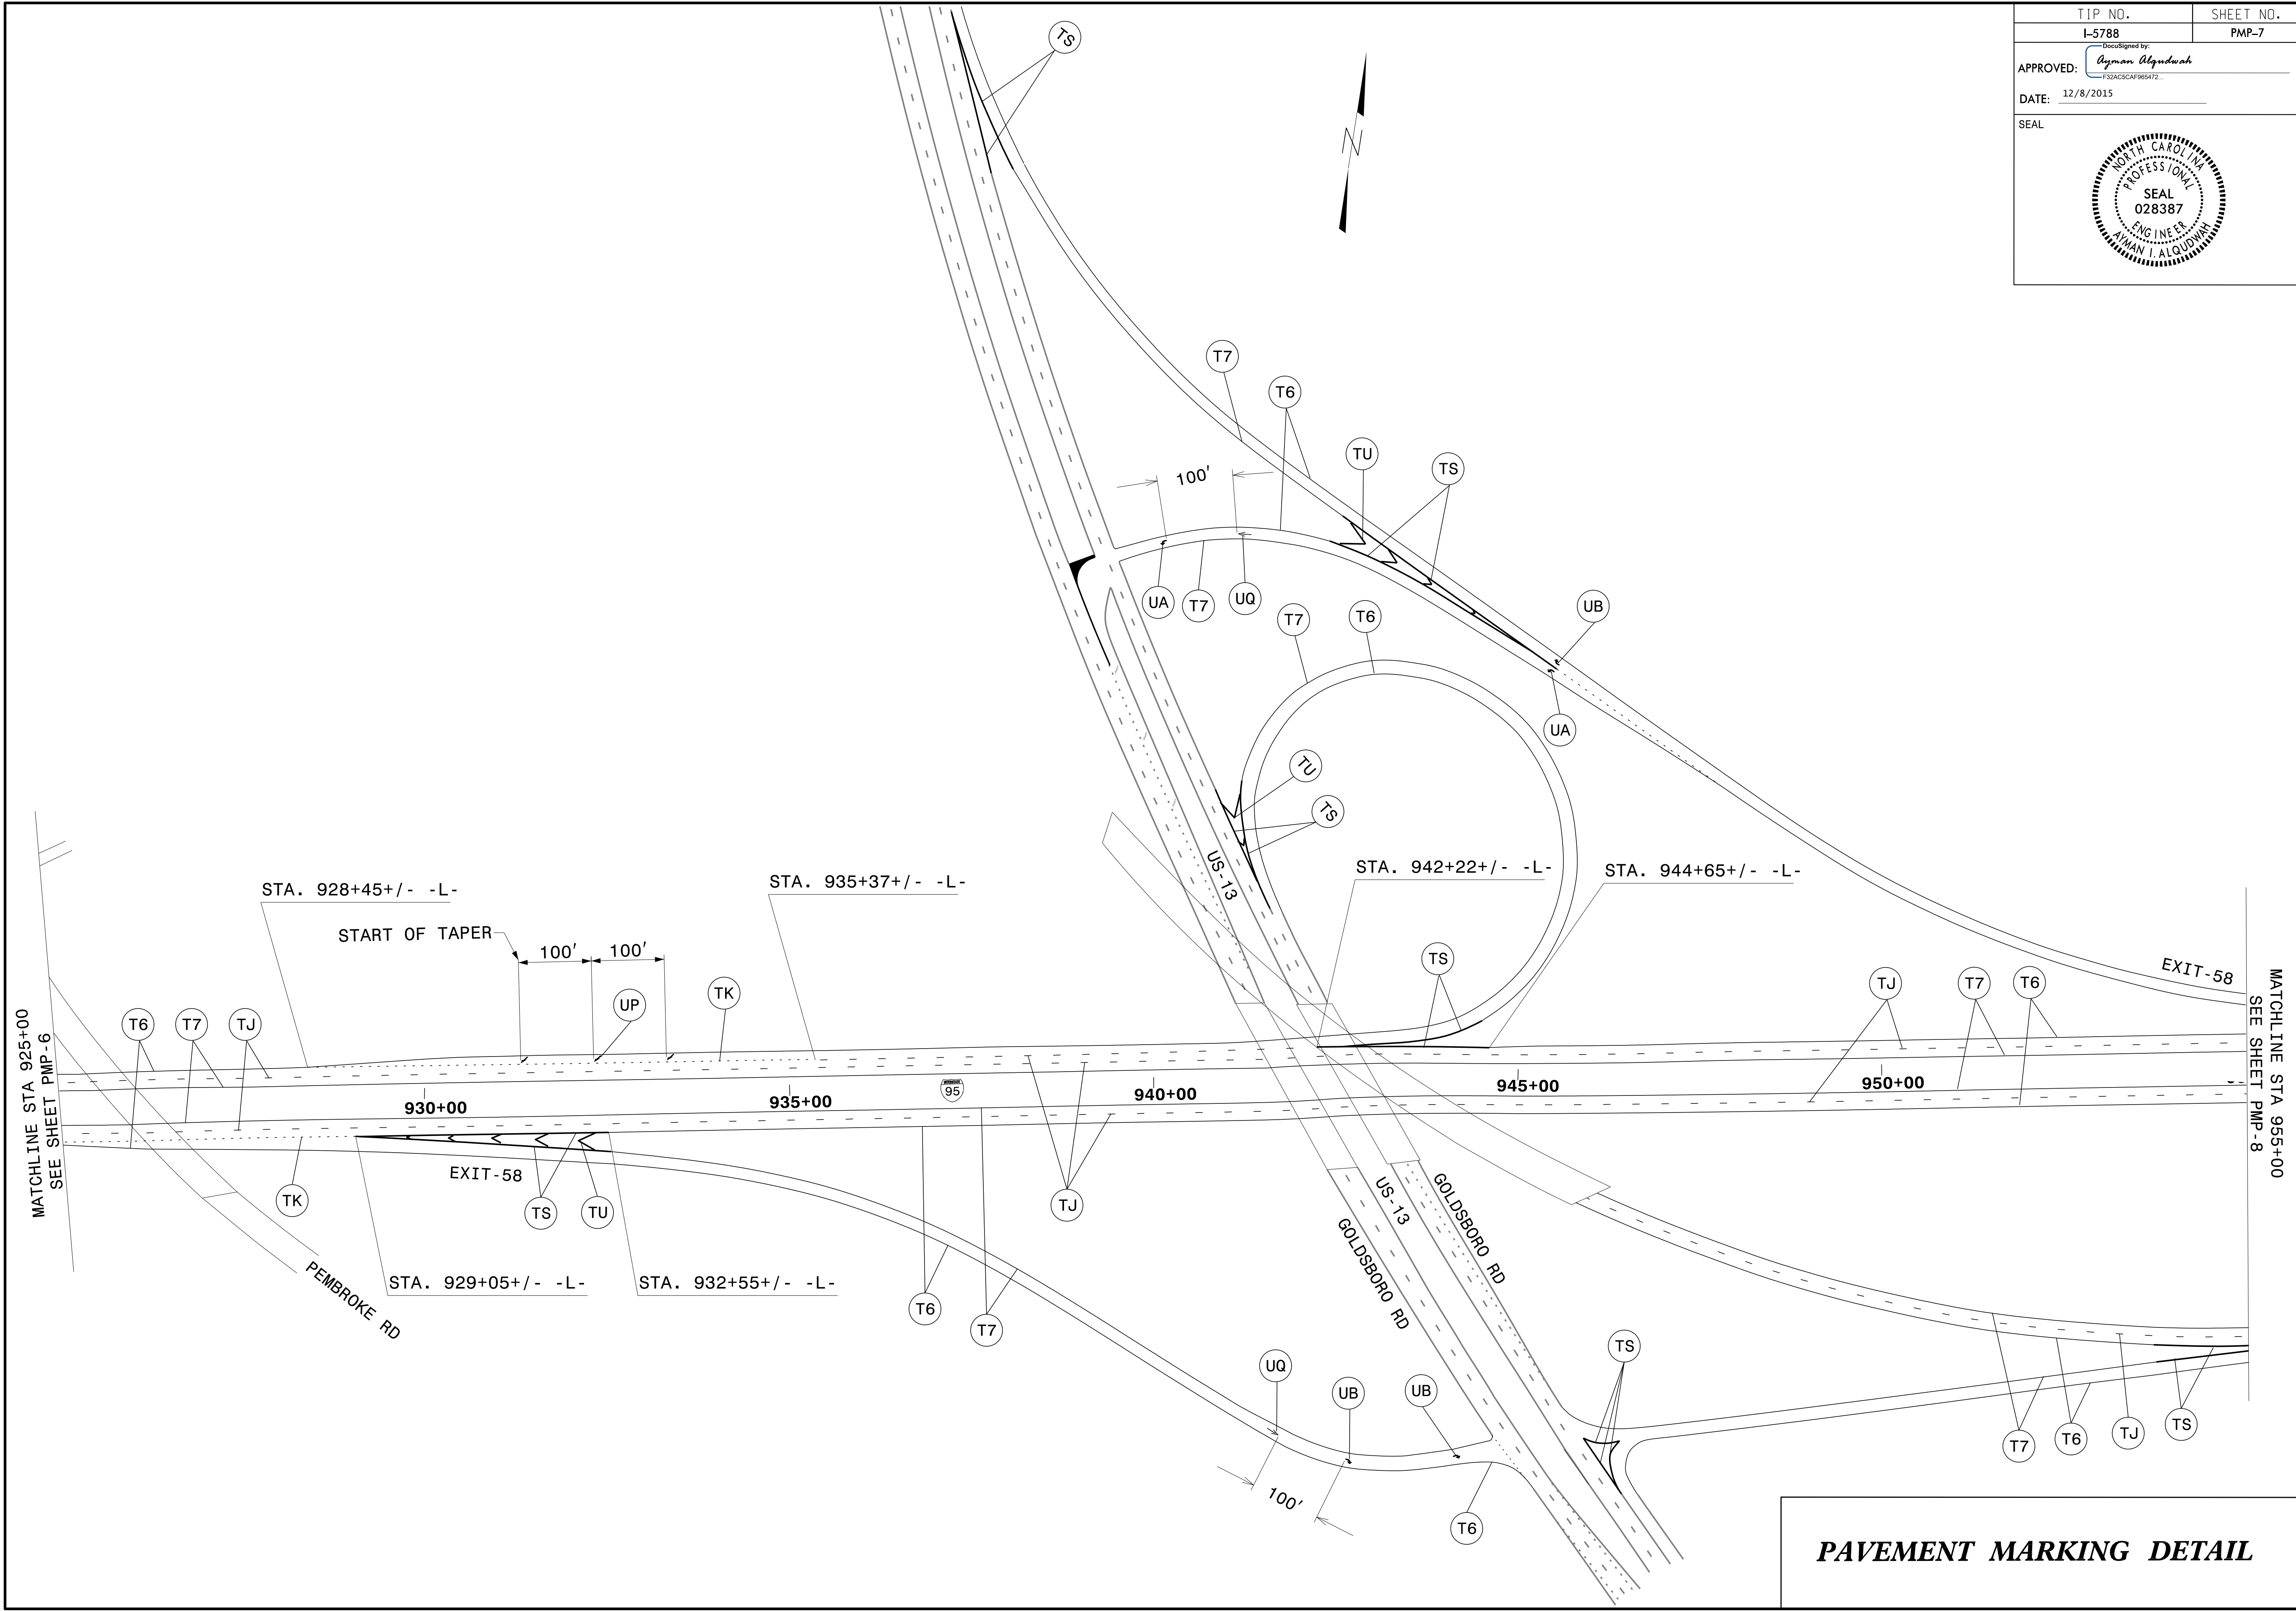 TIP NO.
SHEET NO.
I-5788
PMP-7
DocuSigned by:
APPROVED:
Ayman Alqudwah
F32AC5CAF965472...
DATE: 12/8/2015
SEAL
NORTH CAROLINA
PROFESSIONAL
SEAL
028387
ENGINEER
AYMAN I. ALQUDWAH
TS
N
T7
T6
TU
TS
100'
UA
T7
UQ
T7
T6
UB
UA
TU
TS
US-13
STA. 928+45+/- -L-
STA. 935+37+/- -L-
STA. 942+22+/- -L-
STA. 944+65+/- -L-
START OF TAPER
100'
100'
TS
EXIT-58
T6
T7
TJ
UP
TK
TJ
T7
T6
MATCHLINE STA 925+00
SEE SHEET PMP-6
MATCHLINE STA 955+00
SEE SHEET PMP-8
930+00
935+00
INTERSTATE
95
940+00
945+00
950+00
EXIT-58
TK
TS
TU
TJ
US-13
GOLDSBORO RD
GOLDSBORO RD
PEMBROKE RD
STA. 929+05+/- -L-
STA. 932+55+/- -L-
T6
T7
UQ
UB
UB
TS
T7
T6
TJ
TS
100'
T6
PAVEMENT MARKING DETAIL